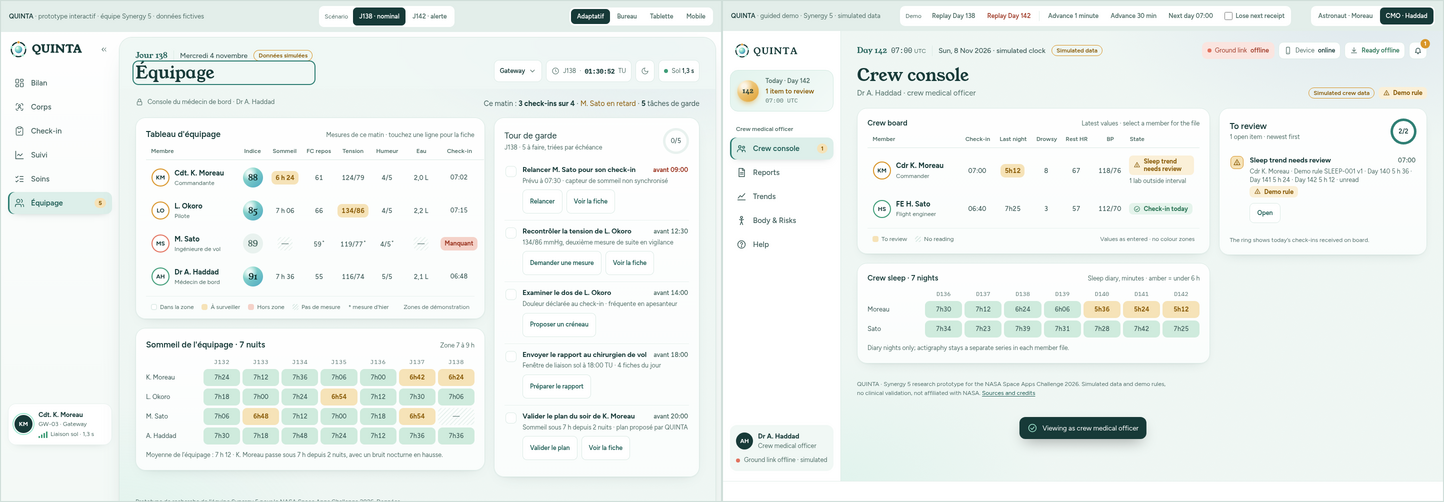 QUINTA · prototype interactif · équipe Synergy 5 · données fictives
Scénario J138 · nominal J142 · alerte
Adaptatif Bureau Tablette Mobile
QUINTA
Bilan
Corps
Check-in
Suivi
Soins
Équipage 5
KM Cdt. K. Moreau
GW-03 · Gateway
Liaison sol · 1,3 s
Jour 138 Mercredi 4 novembre Données simulées
Équipage
Gateway J138 · 01:30:52 TU Sol 1,3 s
Console du médecin de bord · Dr A. Haddad
Ce matin : 3 check-ins sur 4 · M. Sato en retard · 5 tâches de garde
Tableau d'équipage Mesures de ce matin · touchez une ligne pour la fiche
Membre Indice Sommeil FC repos Tension Humeur Eau Check-in
KM Cdt. K. Moreau Commandante 88 6 h 24 61 124/79 4/5 2,0 L 07:02
LO L. Okoro Pilote 85 7 h 06 66 134/86 4/5 2,2 L 07:15
MS M. Sato Ingénieure de vol 89 — 59* 119/77* 4/5* — Manquant
AH Dr A. Haddad Médecin de bord 91 7 h 36 55 116/74 5/5 2,1 L 06:48
Dans la zone À surveiller Hors zone Pas de mesure * mesure d'hier Zones de démonstration
Sommeil de l'équipage · 7 nuits Zone 7 à 9 h
J132 J133 J134 J135 J136 J137 J138
K. Moreau 7h24 7h12 7h36 7h06 7h00 6h42 6h24
L. Okoro 7h18 7h00 7h24 6h54 7h12 7h30 7h06
M. Sato 7h06 6h48 7h12 7h00 7h18 6h54 —
A. Haddad 7h30 7h18 7h48 7h24 7h12 7h36 7h36
Moyenne de l'équipage : 7 h 12 · K. Moreau passe sous 7 h depuis 2 nuits, avec un bruit nocturne en hausse.
Tour de garde
J138 · 5 à faire, triées par échéance
0/5
Relancer M. Sato pour son check-in avant 09:00
Prévu à 07:30 · capteur de sommeil non synchronisé
Relancer Voir la fiche
Recontrôler la tension de L. Okoro avant 12:30
134/86 mmHg, deuxième mesure de suite en vigilance
Demander une mesure Voir la fiche
Examiner le dos de L. Okoro avant 14:00
Douleur déclarée au check-in · fréquente en apesanteur
Proposer un créneau
Envoyer le rapport au chirurgien de vol avant 18:00
Fenêtre de liaison sol à 18:00 TU · 4 fiches du jour
Préparer le rapport
Valider le plan du soir de K. Moreau avant 20:00
Sommeil sous 7 h depuis 2 nuits · plan proposé par QUINTA
Valider le plan Voir la fiche
QUINTA · guided demo · Synergy 5 · simulated data
Demo Replay Day 138 Replay Day 142 Advance 1 minute Advance 30 min Next day 07:00 Lose next receipt
Astronaut · Moreau CMO · Haddad
QUINTA
142 Today · Day 142
1 item to review
07:00 UTC
Crew medical officer
Crew console 1
Reports
Trends
Body & Risks
Help
AH Dr A. Haddad
Crew medical officer
Ground link offline · simulated
Day 142 07:00 UTC Sun, 8 Nov 2026 · simulated clock Simulated data
Ground link offline Device online Ready offline 1
Crew console
Dr A. Haddad · crew medical officer
Simulated crew data Demo rule
Crew board Latest values · select a member for the file
Member Check-in Last night Drowsy Rest HR BP State
KM Cdr K. Moreau Commander 07:00 5h12 8 67 118/76 Sleep trend needs review
1 lab outside interval
HS FE H. Sato Flight engineer 06:40 7h25 3 57 112/70 Check-in today
To review No reading Values as entered · no colour zones
Crew sleep · 7 nights Sleep diary, minutes · amber = under 6 h
D136 D137 D138 D139 D140 D141 D142
Moreau 7h30 7h12 6h24 6h06 5h36 5h24 5h12
Sato 7h34 7h23 7h39 7h31 7h28 7h42 7h25
Diary nights only; actigraphy stays a separate series in each member file.
To review
1 open item · newest first
2/2
Sleep trend needs review 07:00
Cdr K. Moreau · Demo rule SLEEP-001 v1 · Day 140 5 h 36 ·
Day 141 5 h 24 · Day 142 5 h 12 · unread
Demo rule
Open
The ring shows today's check-ins received on board.
QUINTA · Synergy 5 research prototype for the NASA Space Apps Challenge 2026. Simulated data and demo rules,
no clinical validation, not affiliated with NASA. Sources and credits
Viewing as crew medical officer